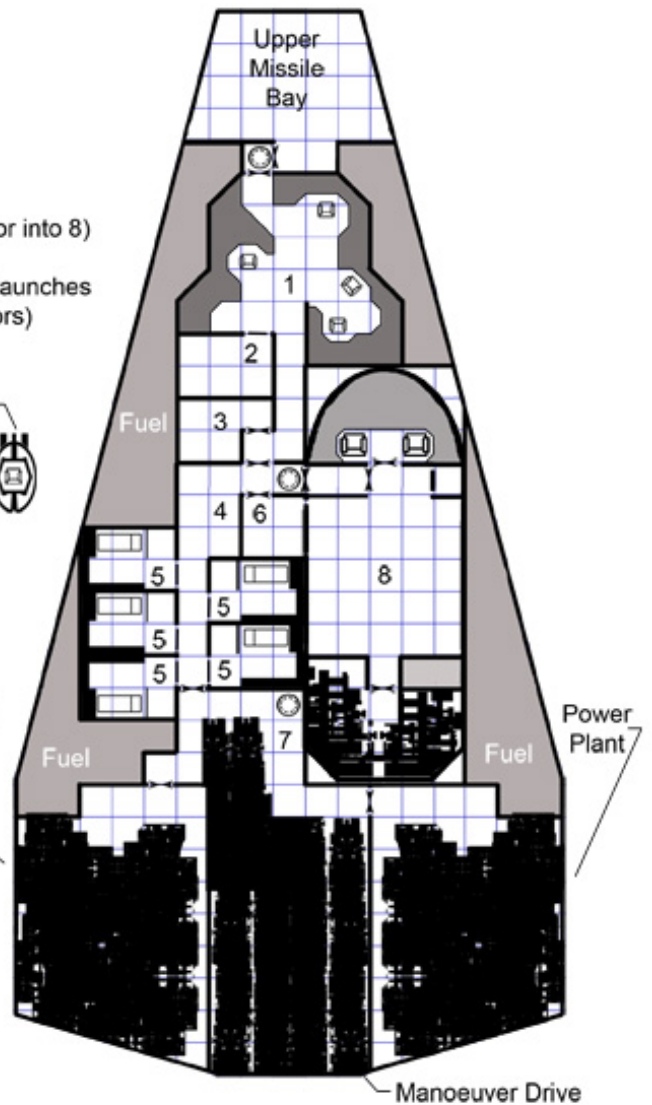 Upper
Missile
Bay
or into 8)
aunches
ors)
1
2
Fuel
3
4
6
8
5
5
5
5
5
7
Fuel
Fuel
Power
Plant
Manoeuver Drive